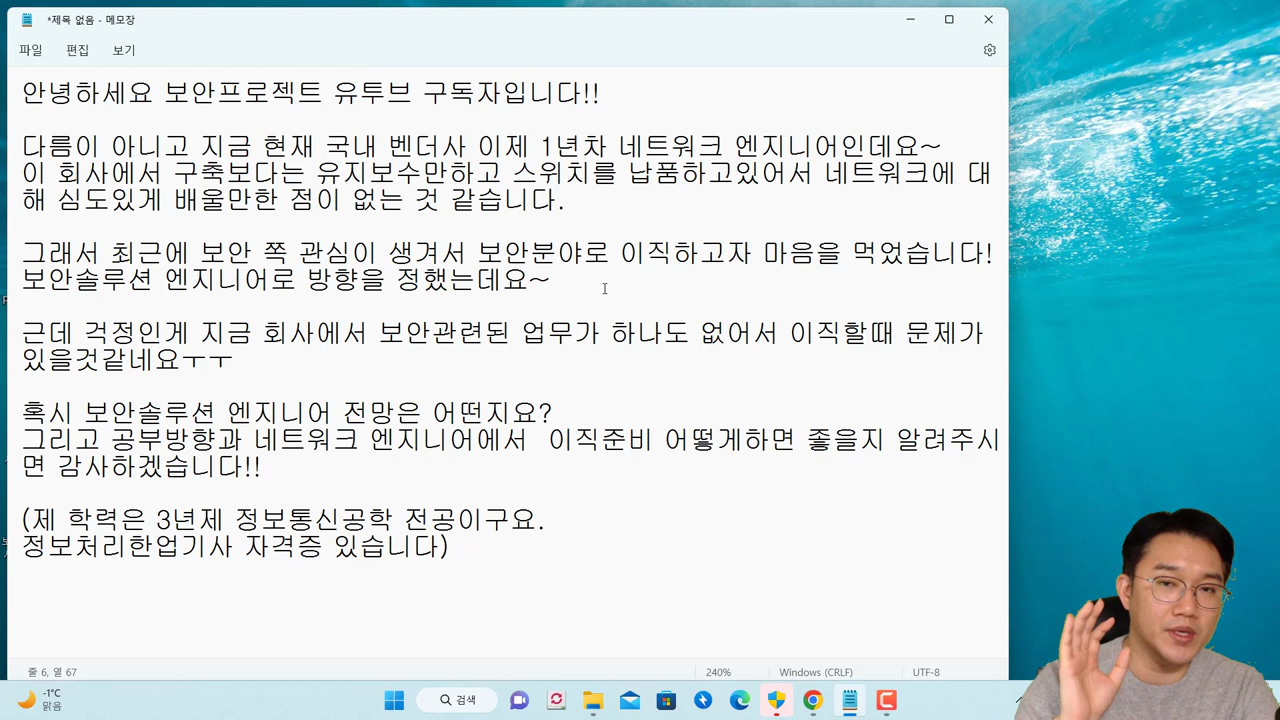 *제목 없음 - 메모장
파일 편집 보기
안녕하세요 보안프로젝트 유투브 구독자입니다!!
다름이 아니고 지금 현재 국내 벤더사 이제 1년차 네트워크 엔지니어인데요~
이 회사에서 구축보다는 유지보수만하고 스위치를 납품하고있어서 네트워크에 대
해 심도있게 배울만한 점이 없는 것 같습니다.
그래서 최근에 보안 쪽 관심이 생겨서 보안분야로 이직하고자 마음을 먹었습니다!
보안솔루션 엔지니어로 방향을 정했는데요~
근데 걱정인게 지금 회사에서 보안관련된 업무가 하나도 없어서 이직할때 문제가
있을것같네요ㅜㅜ
혹시 보안솔루션 엔지니어 전망은 어떤지요?
그리고 공부방향과 네트워크 엔지니어에서  이직준비 어떻게하면 좋을지 알려주시
면 감사하겠습니다!!
(제 학력은 3년제 정보통신공학 전공이구요.
정보처리한업기사 자격증 있습니다)
줄 6, 열 67 240% Windows (CRLF) UTF-8
-1°C
맑음
검색